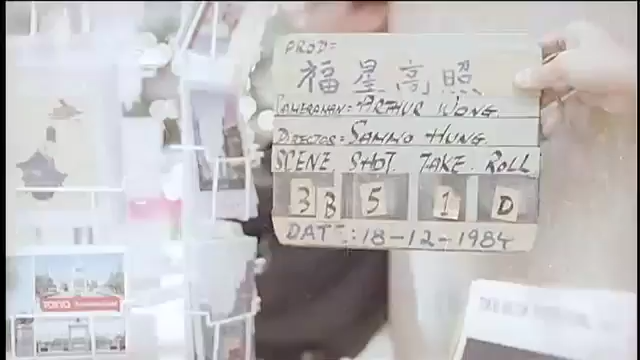 PROD=
福星高照
CAMERAMAN= ARTHUR WONG
DIRECTOR= SAMMO HUNG
SCENE SHOT. TAKE. ROLL
3B 5 1 D
DATE:18-12-1984
TOKYO